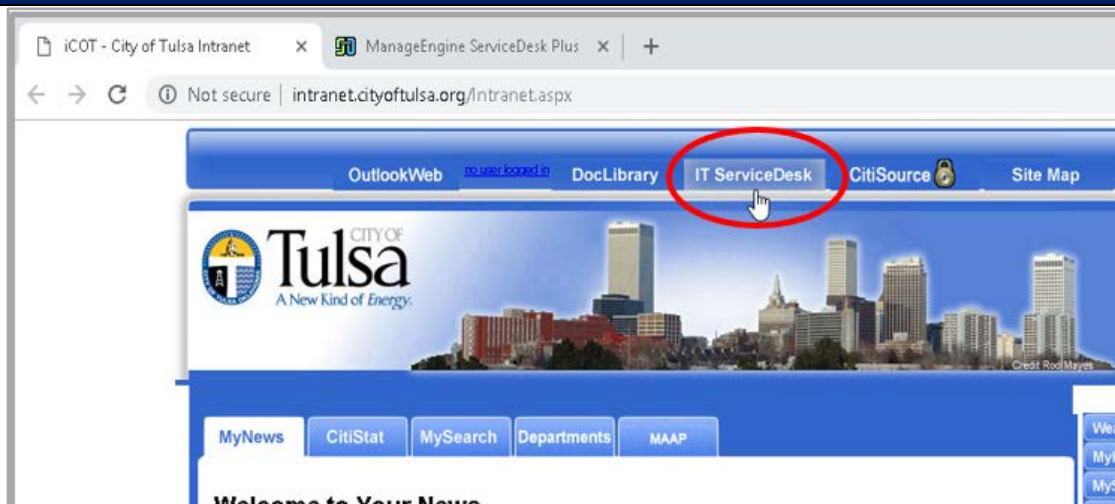 iCOT - City of Tulsa Intranet
ManageEngine ServiceDesk Plus
Not secure | intranet.cityoftulsa.org/Intranet.aspx
OutlookWeb no user logged in DocLibrary IT ServiceDesk CitiSource Site Map
CITY OF
Tulsa
A New Kind of Energy.
Credit Rod Mayes
MyNews CitiStat MySearch Departments MAAP
Welcome to Your News